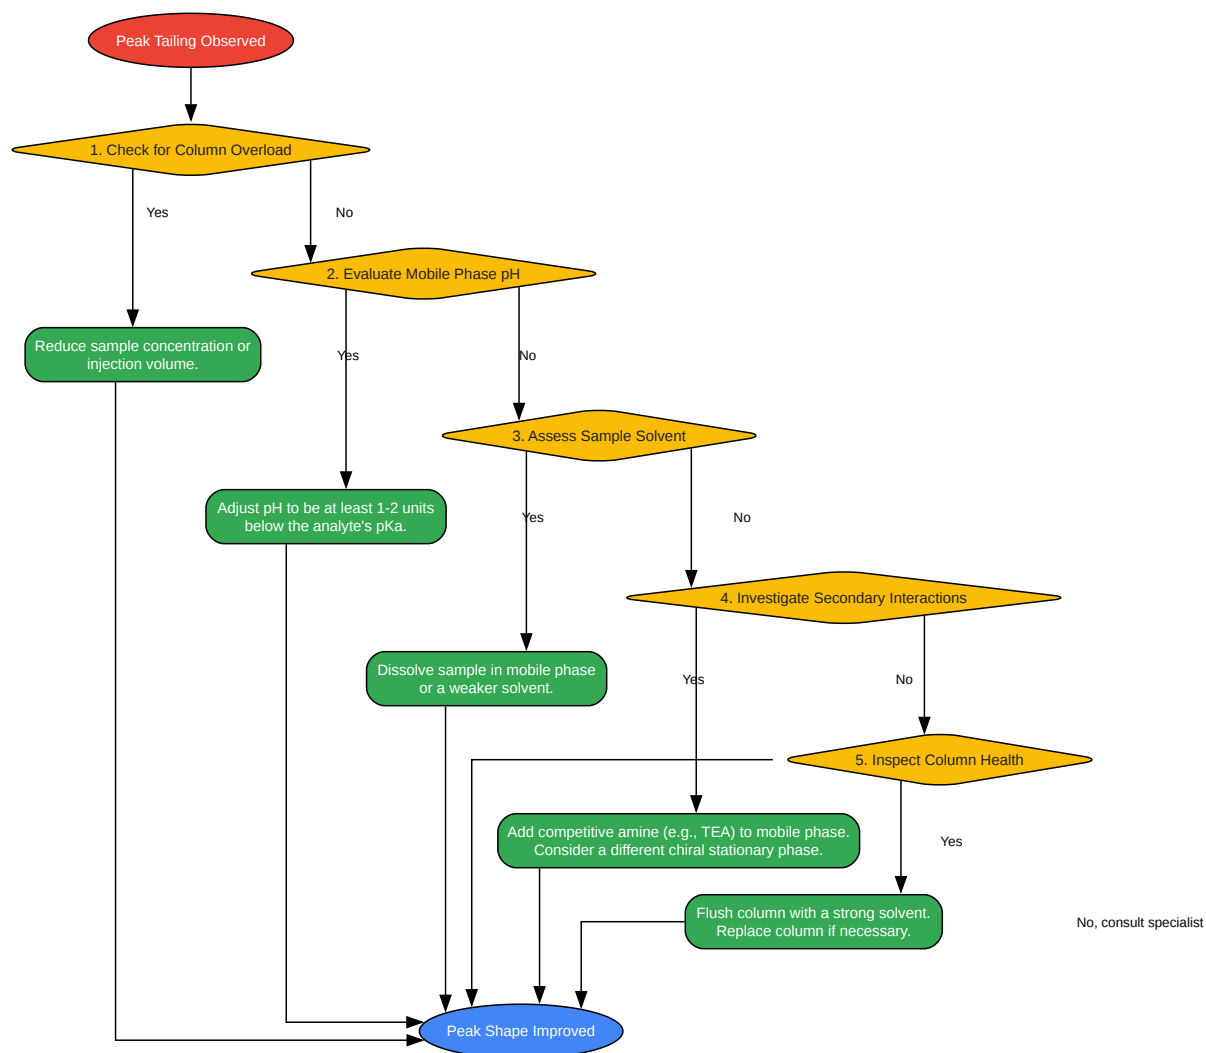 Peak Tailing Observed
1. Check for Column Overload
Yes
No
2. Evaluate Mobile Phase pH
Reduce sample concentration or
injection volume.
Yes
No
3. Assess Sample Solvent
Adjust pH to be at least 1-2 units
below the analyte's pKa.
Yes
No
4. Investigate Secondary Interactions
Dissolve sample in mobile phase
or a weaker solvent.
Yes
No
5. Inspect Column Health
Add competitive amine (e.g., TEA) to mobile phase.
Consider a different chiral stationary phase.
Yes
Flush column with a strong solvent.
Replace column if necessary.
No, consult specialist
Peak Shape Improved